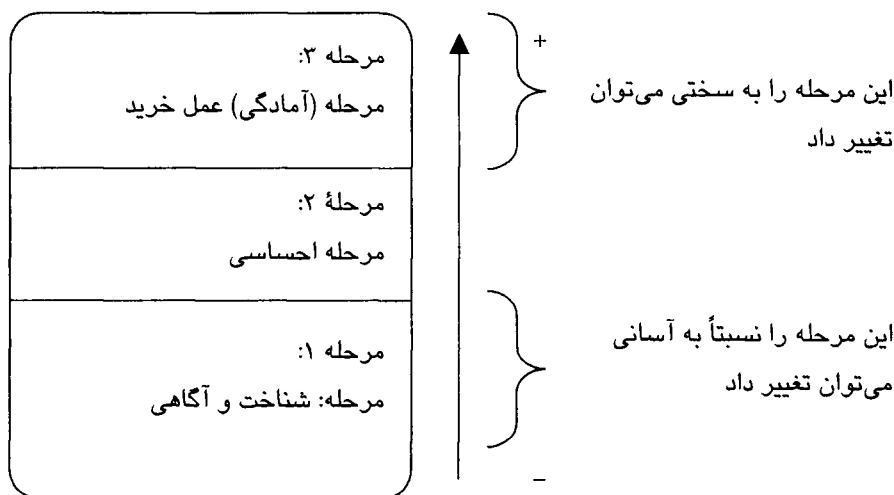 مرحله ۳:
مرحله (آمادگی) عمل خرید
+
این مرحله را به سختی می‌توان
تغییر داد
مرحلهٔ ۲:
مرحله احساسی
مرحله ۱:
مرحله: شناخت و آگاهی
این مرحله را نسبتاً به آسانی
می‌توان تغییر داد
–